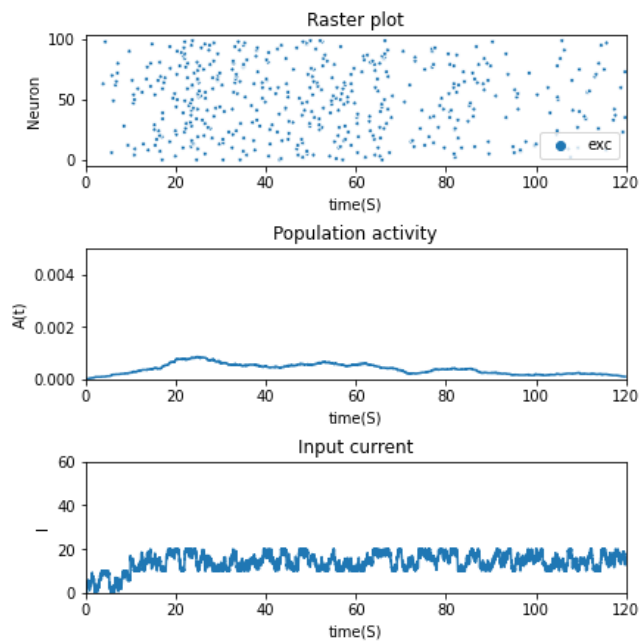 Raster plot
100
50
0
Neuron
exc
0 20 40 60 80 100 120
time(S)
Population activity
0.004
0.002
0.000
A(t)
0 20 40 60 80 100 120
time(S)
Input current
60
40
20
0
I
0 20 40 60 80 100 120
time(S)